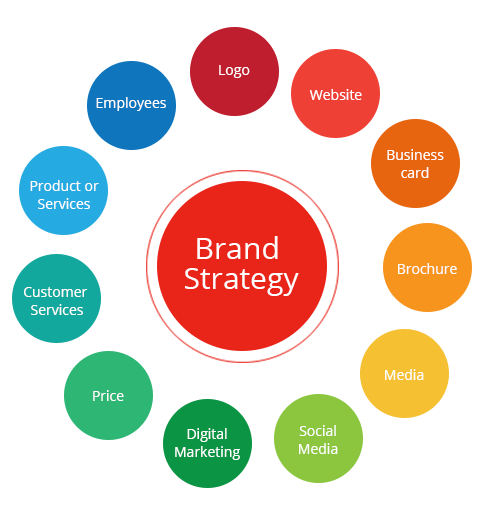 Logo
Website
Business
card
Brochure
Media
Social
Media
Digital
Marketing
Price
Customer
Services
Product or
Services
Employees
Brand
Strategy